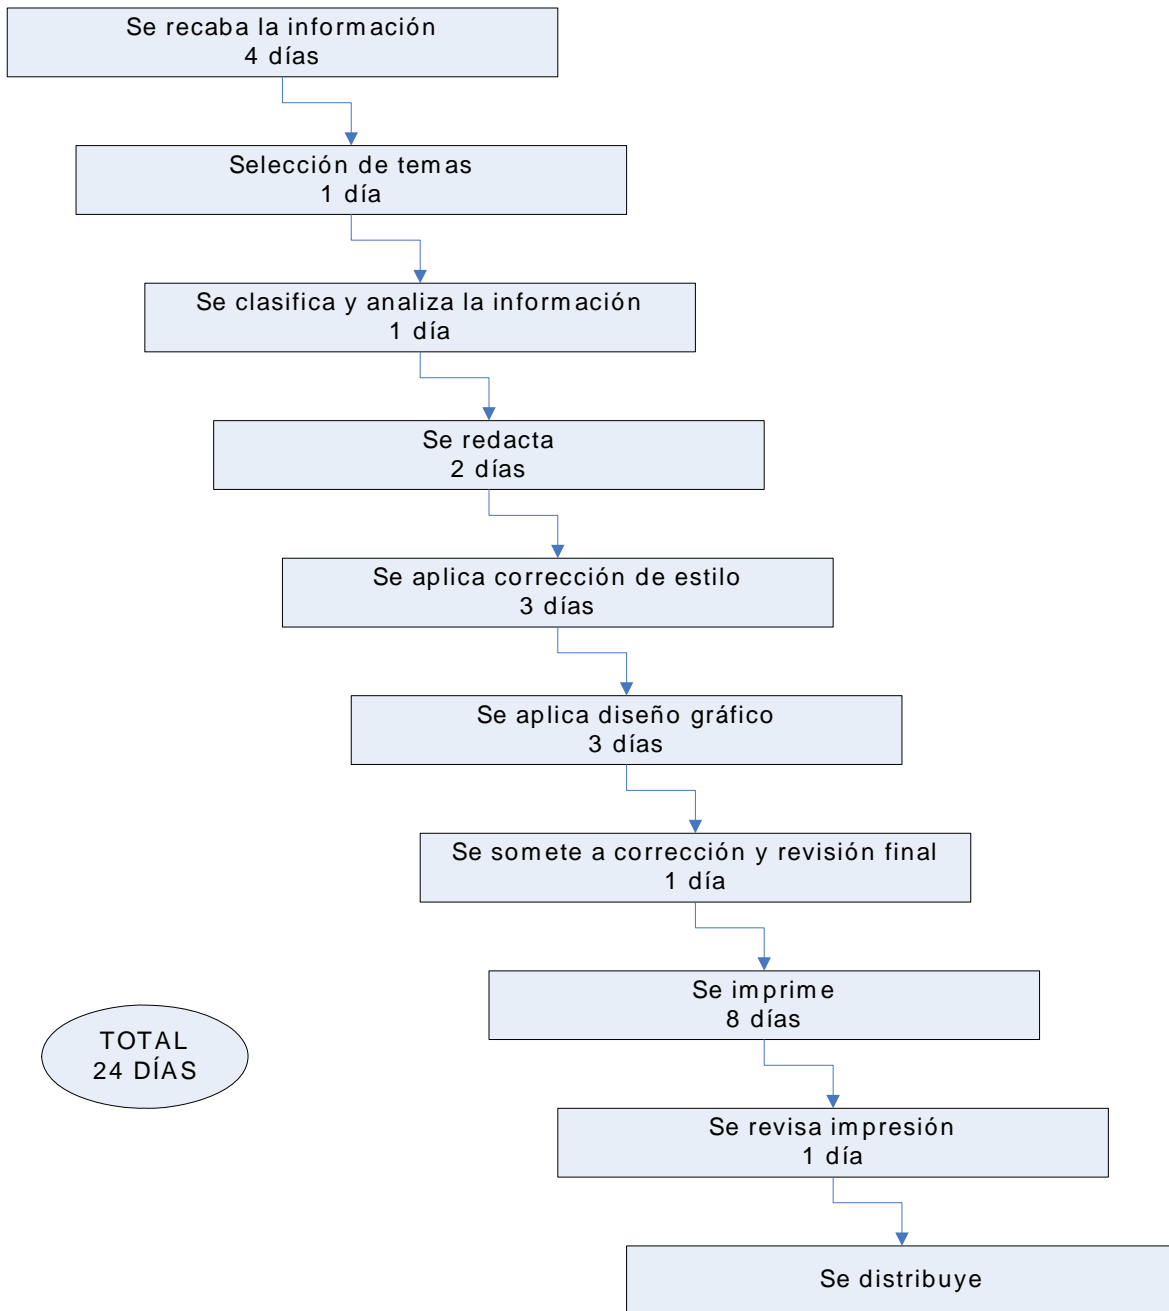 Se recaba la información
4 días
Selección de temas
1 día
Se clasifica y analiza la información
1 día
Se redacta
2 días
Se aplica corrección de estilo
3 días
Se aplica diseño gráfico
3 días
Se somete a corrección y revisión final
1 día
Se imprime
8 días
TOTAL
24 DÍAS
Se revisa impresión
1 día
Se distribuye